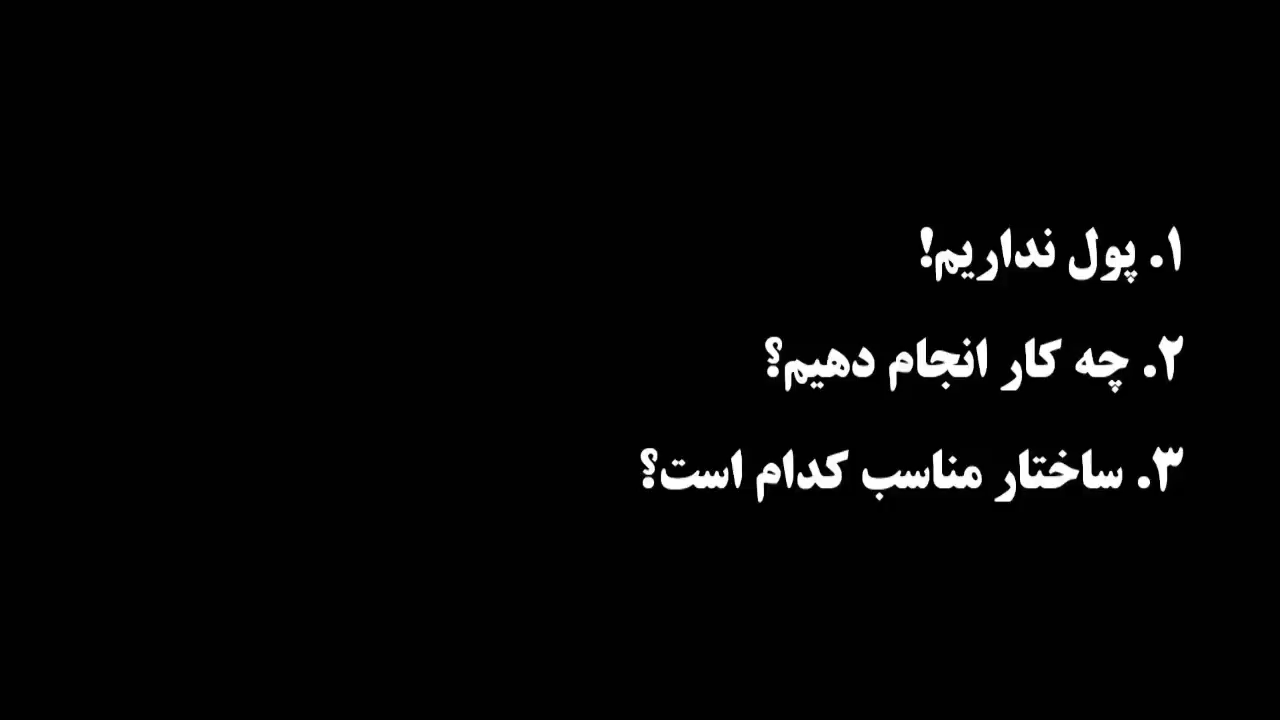 ۱. پول نداریم!
۲. چه کار انجام دهیم؟
۳. ساختار مناسب کدام است؟